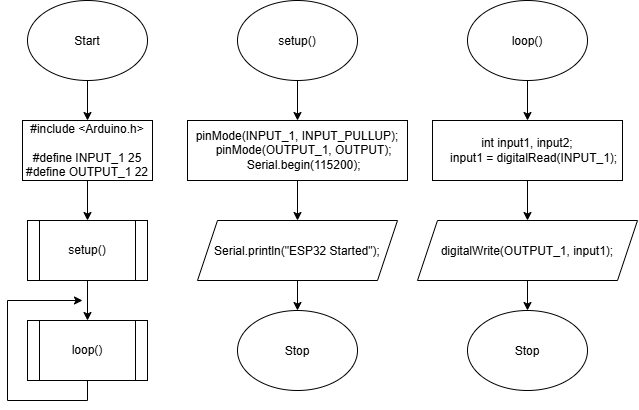 Start
#include <Arduino.h>
#define INPUT_1 25
#define OUTPUT_1 22
setup()
loop()
setup()
pinMode(INPUT_1, INPUT_PULLUP);
pinMode(OUTPUT_1, OUTPUT);
Serial.begin(115200);
Serial.println("ESP32 Started");
Stop
loop()
int input1, input2;
input1 = digitalRead(INPUT_1);
digitalWrite(OUTPUT_1, input1);
Stop